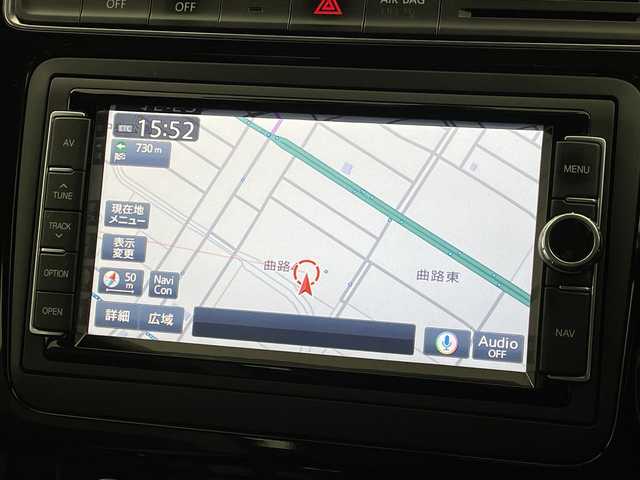 OFF
OFF
AIR BAG
ETC 15:52
730 m
現在地
メニュー
表示
変更
50
m
Navi
Con
詳細
広域
曲路
曲路東
Audio
OFF
AV
TUNE
TRACK
OPTION
OPEN
MENU
NAV